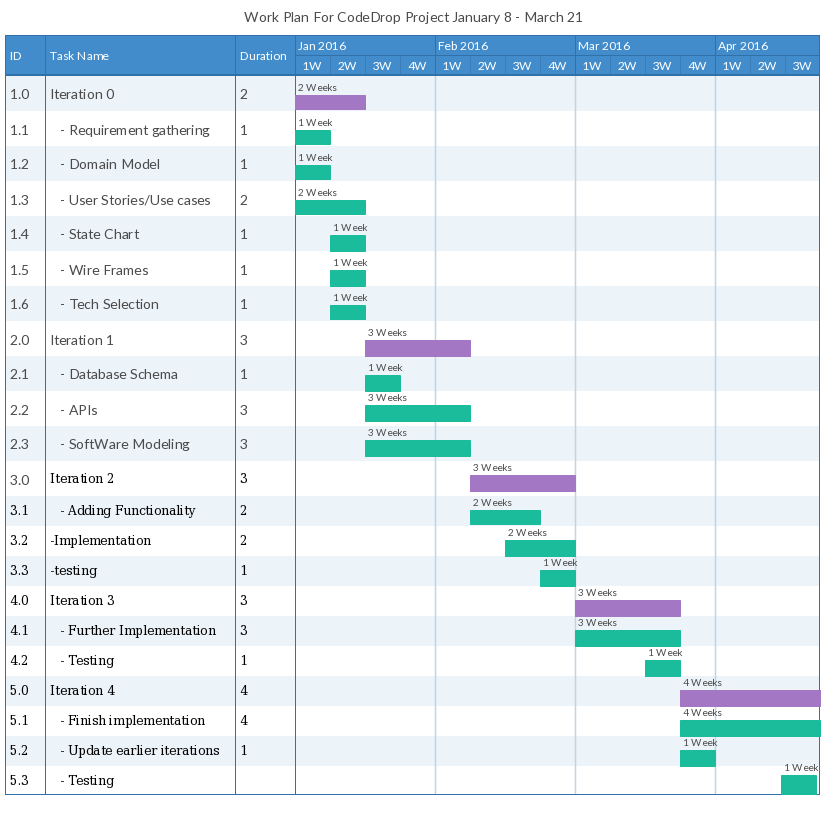 Work Plan For CodeDrop Project January 8 - March 21
ID Task Name Duration Jan 2016 Feb 2016 Mar 2016 Apr 2016
1W 2W 3W 4W 1W 2W 3W 4W 1W 2W 3W 4W 1W 2W 3W
1.0 Iteration 0 2 2 Weeks
1.1 - Requirement gathering 1 1 Week
1.2 - Domain Model 1 1 Week
1.3 - User Stories/Use cases 2 2 Weeks
1.4 - State Chart 1 1 Week
1.5 - Wire Frames 1 1 Week
1.6 - Tech Selection 1 1 Week
2.0 Iteration 1 3 3 Weeks
2.1 - Database Schema 1 1 Week
2.2 - APIs 3 3 Weeks
2.3 - SoftWare Modeling 3 3 Weeks
3.0 Iteration 2 3 3 Weeks
3.1 - Adding Functionality 2 2 Weeks
3.2 -Implementation 2 2 Weeks
3.3 -testing 1 1 Week
4.0 Iteration 3 3 3 Weeks
4.1 - Further Implementation 3 3 Weeks
4.2 - Testing 1 1 Week
5.0 Iteration 4 4 4 Weeks
5.1 - Finish implementation 4 4 Weeks
5.2 - Update earlier iterations 1 1 Week
5.3 - Testing 1 Week